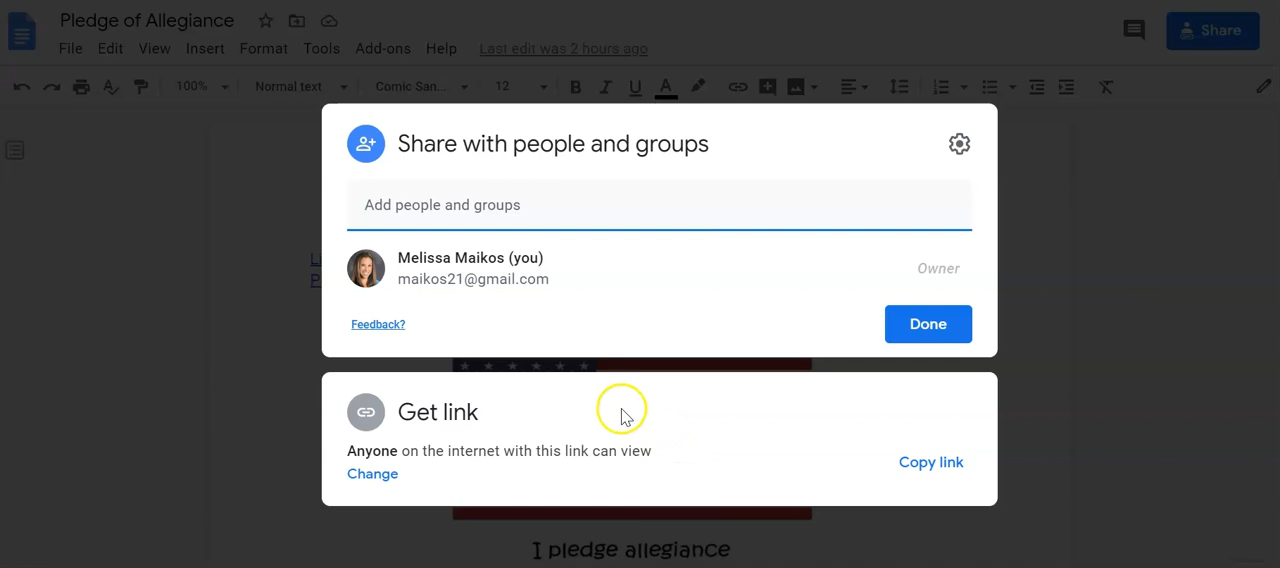 Pledge of Allegiance
File Edit View Insert Format Tools Add-ons Help Last edit was 2 hours ago
Share
100% Normal text Comic San... 12 B I U A
Share with people and groups
Add people and groups
Melissa Maikos (you)
maikos21@gmail.com
Owner
Feedback?
Done
Get link
Anyone on the internet with this link can view
Change
Copy link
I pledge allegiance